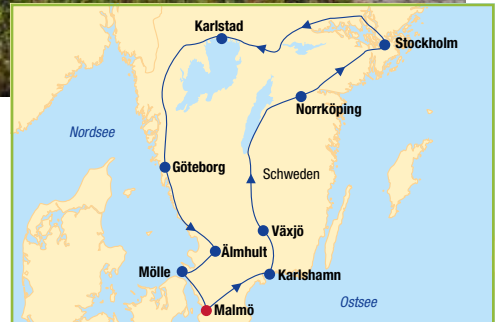 Karlstad
Stockholm
Norrköping
Nordsee
Göteborg
Schweden
Växjö
Älmhult
Mölle
Karlshamn
Ostsee
Malmö